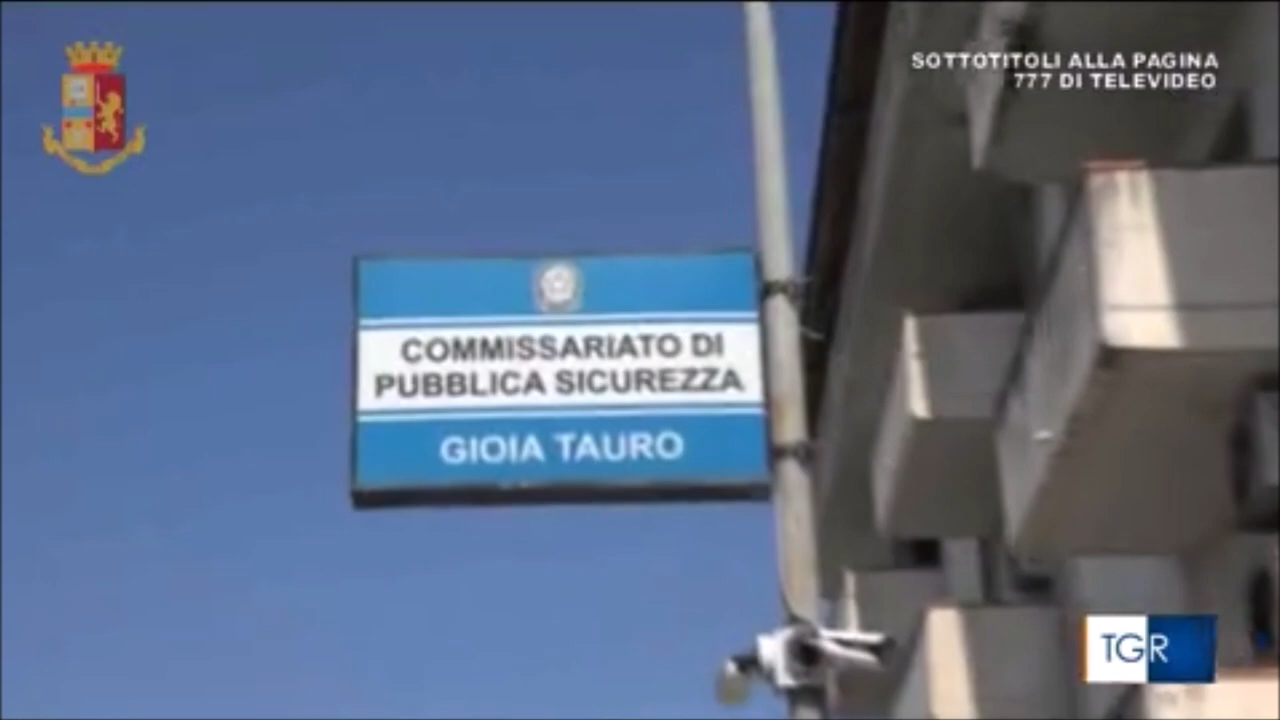 SOTTOTITOLI ALLA PAGINA
777 DI TELEVIDEO
COMMISSARIATO DI
PUBBLICA SICUREZZA
GIOIA TAURO
TGR